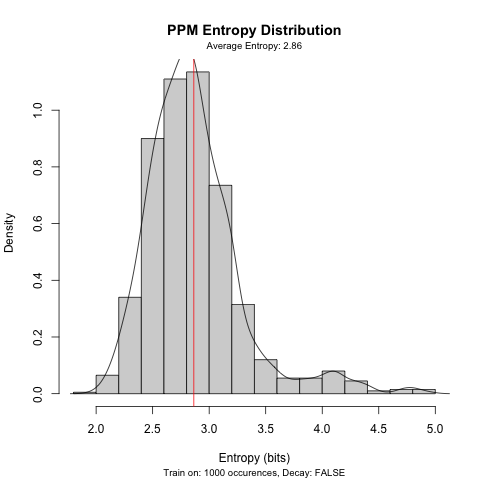 PPM Entropy Distribution
Average Entropy: 2.86
Density
1.0
0.8
0.6
0.4
0.2
0.0
2.0 2.5 3.0 3.5 4.0 4.5 5.0
Entropy (bits)
Train on: 1000 occurences, Decay: FALSE